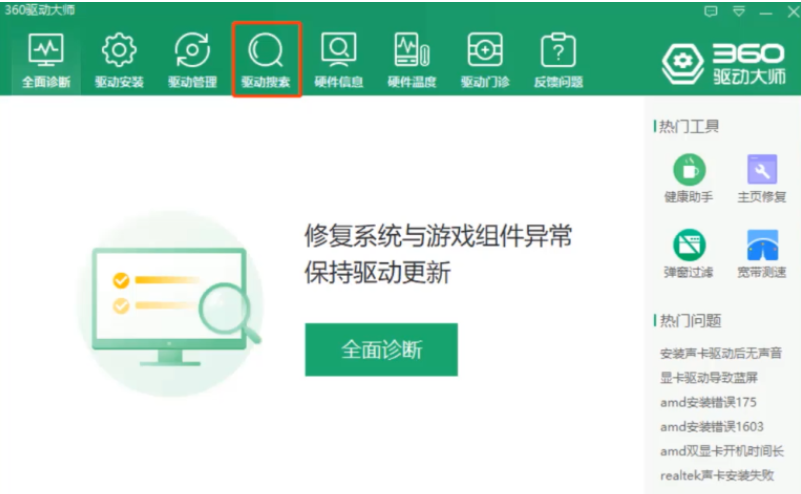 360驱动大师
全面诊断
驱动安装
驱动管理
驱动搜索
硬件信息
硬件温度
驱动门诊
反馈问题
360
驱动大师
修复系统与游戏组件异常
保持驱动更新
全面诊断
热门工具
健康助手
主页修复
弹窗过滤
宽带测速
热门问题
安装声卡驱动后无声音
显卡驱动导致蓝屏
amd安装错误175
amd安装错误1603
amd双显卡开机时间长
realtek声卡安装失败